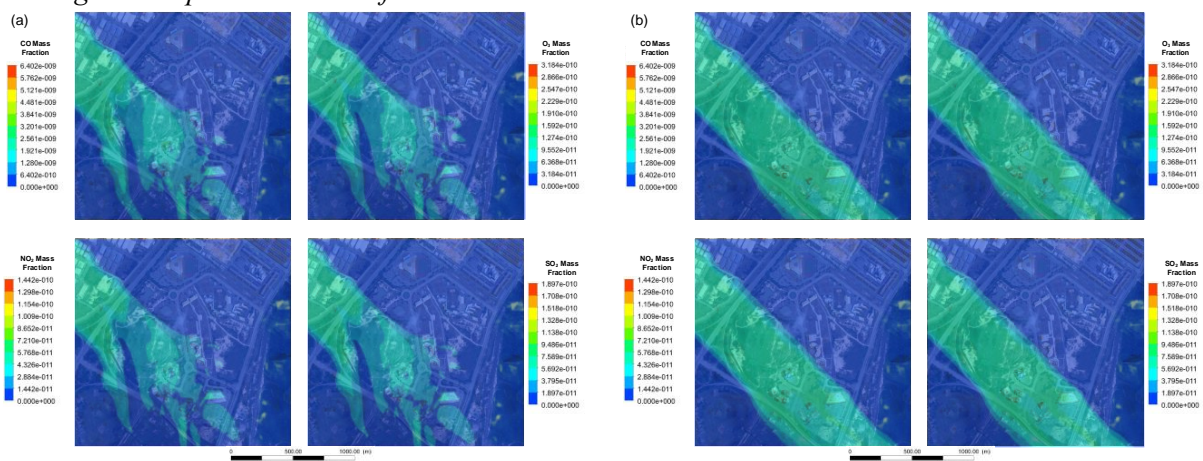 (a)
CO Mass
Fraction
6.402e-009
5.762e-009
5.121e-009
4.481e-009
3.841e-009
3.201e-009
2.561e-009
1.920e-009
1.280e-009
6.402e-010
0.000e+000
O₃ Mass
Fraction
3.184e-010
2.866e-010
2.547e-010
2.229e-010
1.910e-010
1.592e-010
1.274e-010
9.552e-011
6.368e-011
3.184e-011
0.000e+000
NO₂ Mass
Fraction
1.442e-010
1.298e-010
1.154e-010
1.009e-010
8.652e-011
7.210e-011
5.768e-011
4.326e-011
2.884e-011
1.442e-011
0.000e+000
SO₂ Mass
Fraction
1.897e-010
1.708e-010
1.518e-010
1.328e-010
1.138e-010
9.486e-011
7.589e-011
5.692e-011
3.795e-011
1.897e-011
0.000e+000
0 500.00 1000.00 (m)
(b)
CO Mass
Fraction
6.402e-009
5.762e-009
5.121e-009
4.481e-009
3.841e-009
3.201e-009
2.561e-009
1.920e-009
1.280e-009
6.402e-010
0.000e+000
O₃ Mass
Fraction
3.184e-010
2.866e-010
2.547e-010
2.229e-010
1.910e-010
1.592e-010
1.274e-010
9.552e-011
6.368e-011
3.184e-011
0.000e+000
NO₂ Mass
Fraction
1.442e-010
1.298e-010
1.154e-010
1.009e-010
8.652e-011
7.210e-011
5.768e-011
4.326e-011
2.884e-011
1.442e-011
0.000e+000
SO₂ Mass
Fraction
1.897e-010
1.708e-010
1.518e-010
1.328e-010
1.138e-010
9.486e-011
7.589e-011
5.692e-011
3.795e-011
1.897e-011
0.000e+000
0 500.00 1000.00 (m)